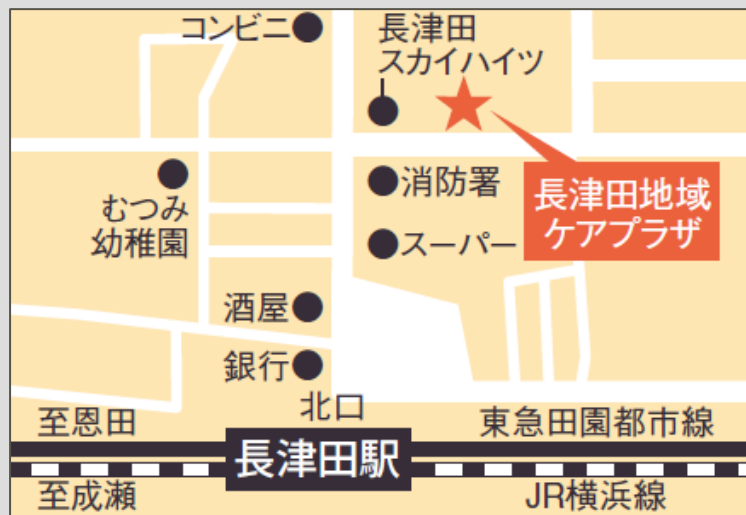 コンビニ
長津田
スカイハイツ
むつみ
幼稚園
消防署
スーパー
長津田地域
ケアプラザ
酒屋
銀行
北口
至恩田
東急田園都市線
長津田駅
至成瀬
JR横浜線